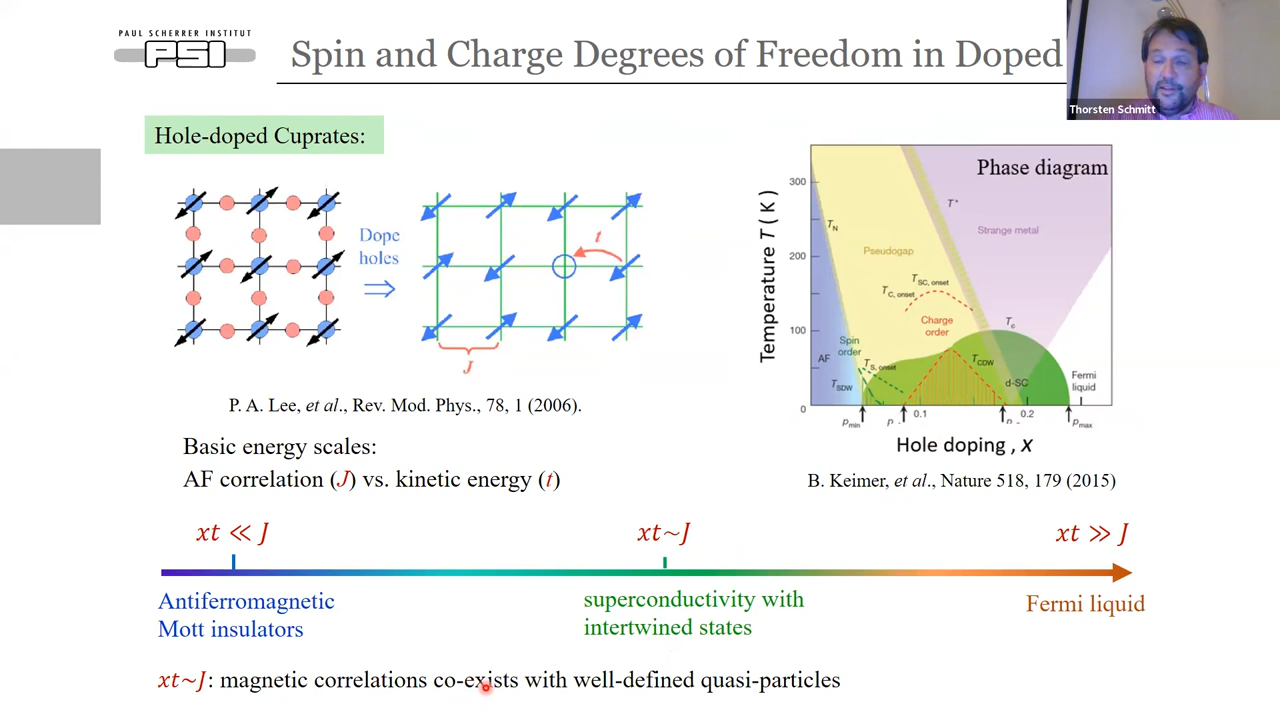 PAUL SCHERRER INSTITUT
PSI
Spin and Charge Degrees of Freedom in Doped
Thorsten Schmitt
Hole-doped Cuprates:
Dope
holes
t
J
P. A. Lee, et al., Rev. Mod. Phys., 78, 1 (2006).
Phase diagram
Temperature T ( K )
300
200
100
0
T_N
T*
Strange metal
Pseudogap
T_SC, onset
T_C, onset
Charge
order
T_c
Spin
order
AF
T_S, onset
T_CDW
T_SDW
d-SC
Fermi
liquid
0.1
0.2
p_min
p_max
Hole doping , x
B. Keimer, et al., Nature 518, 179 (2015)
Basic energy scales:
AF correlation (J) vs. kinetic energy (t)
xt ≪ J
xt~J
xt ≫ J
Antiferromagnetic
Mott insulators
superconductivity with
intertwined states
Fermi liquid
xt~J: magnetic correlations co-exists with well-defined quasi-particles